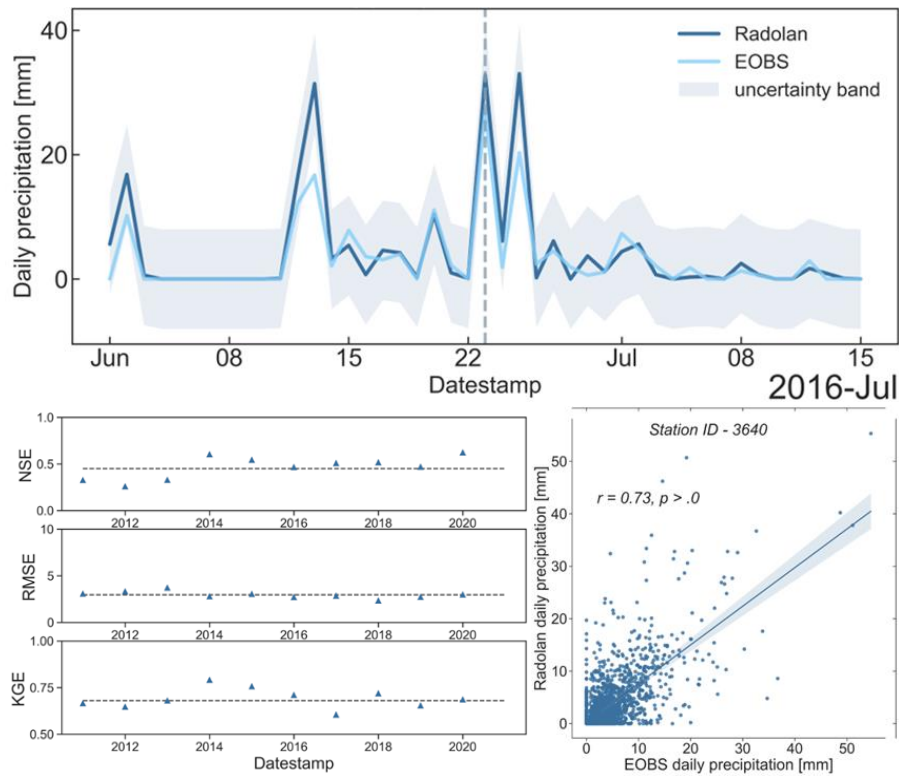 40
20
0
Daily precipitation [mm]
Radolan
EOBS
uncertainty band
Jun
08
15
22
Jul
08
15
Datestamp
2016-Jul
1.0
0.5
0.0
NSE
2012
2014
2016
2018
2020
10
5
0
RMSE
2012
2014
2016
2018
2020
1.00
0.75
0.50
KGE
2012
2014
2016
2018
2020
Datestamp
Station ID - 3640
r = 0.73, p > .0
50
40
30
20
10
0
Radolan daily precipitation [mm]
0
10
20
30
40
50
EOBS daily precipitation [mm]